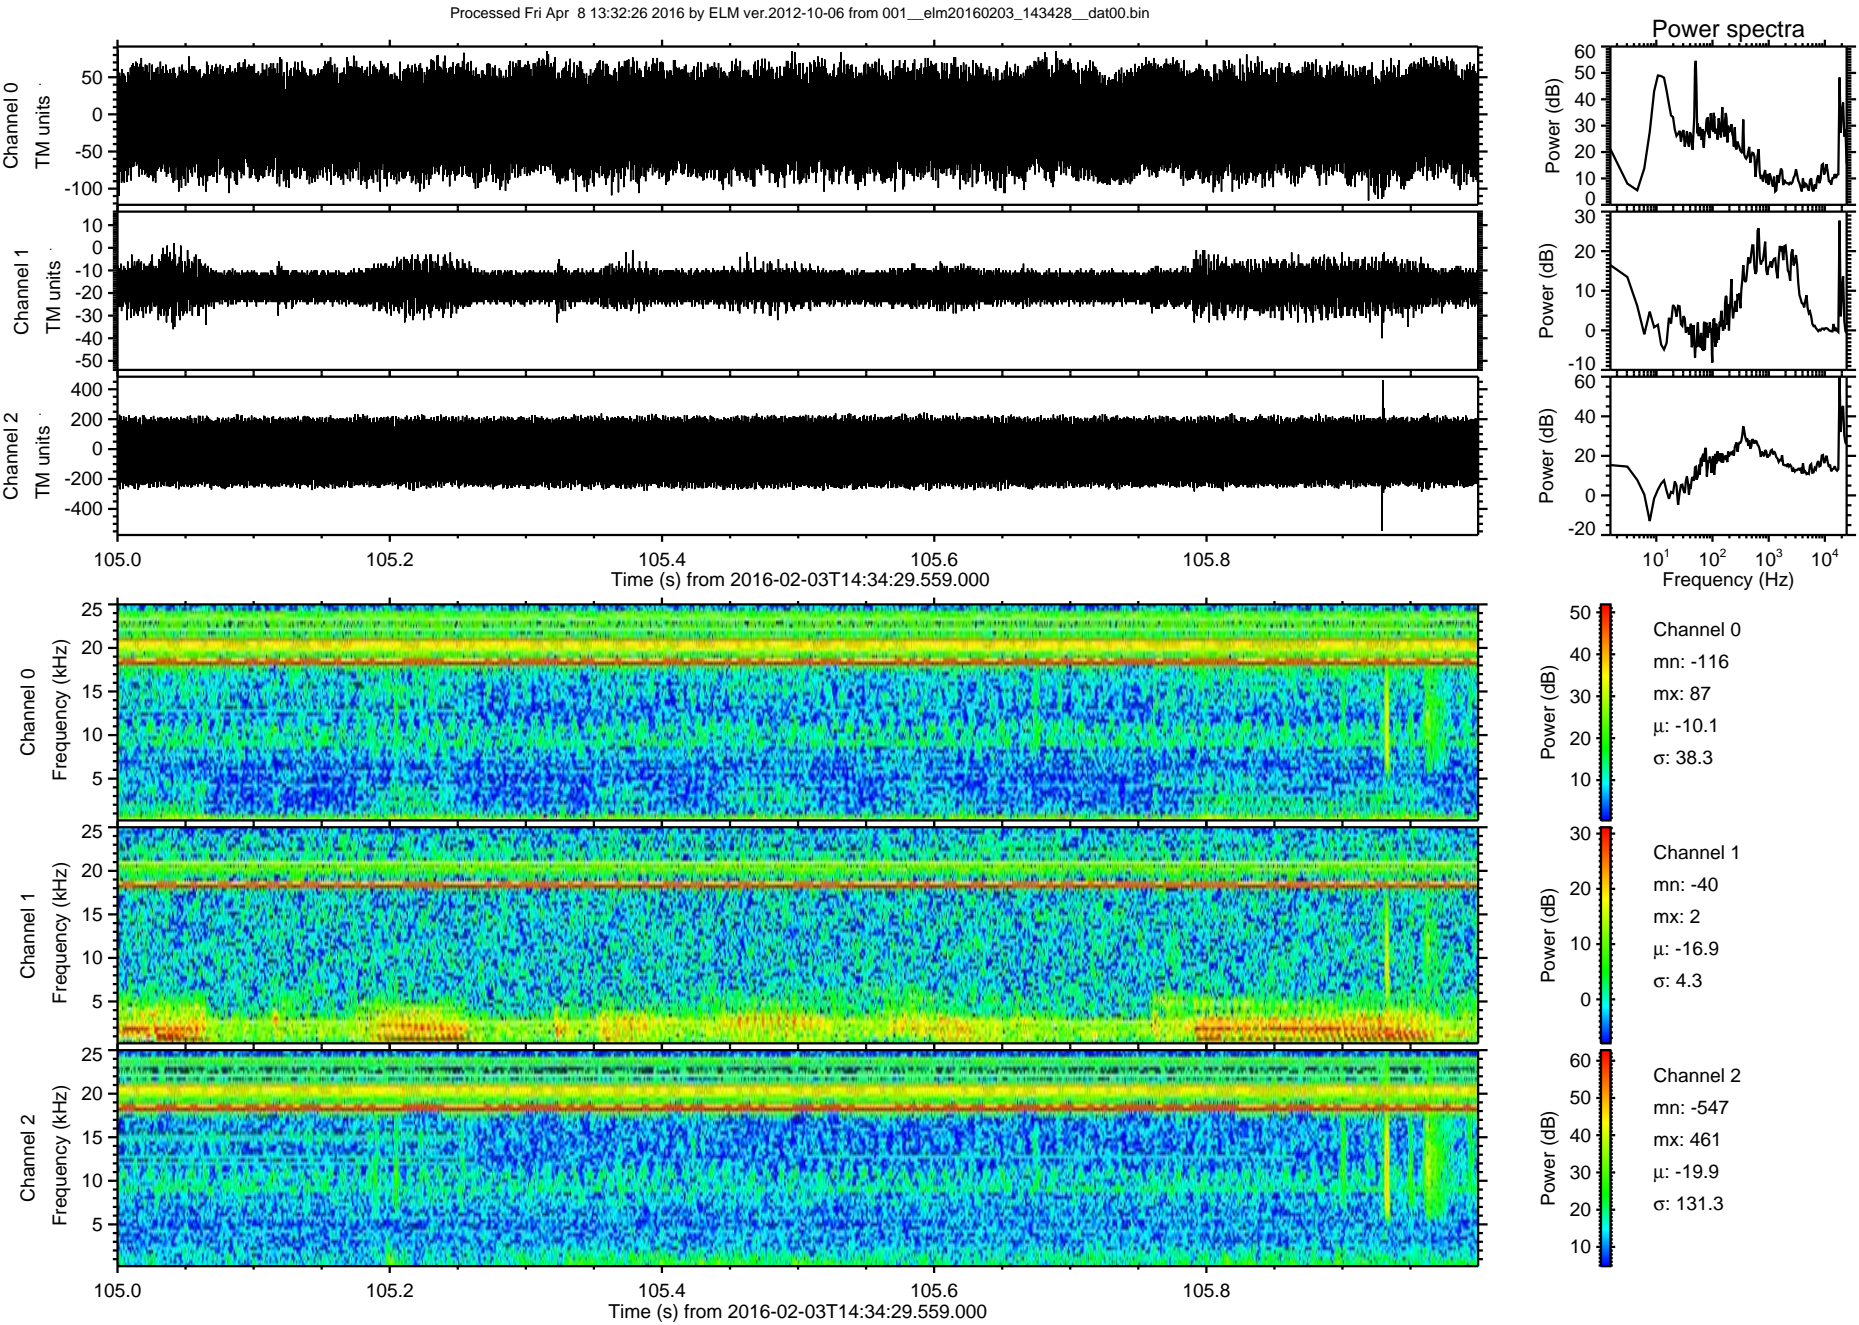 Processed Fri Apr  8 13:32:26 2016 by ELM ver.2012-10-06 from 001__elm20160203_143428__dat00.bin
Power spectra
Channel 0
TM units
50
0
-50
-100
Power (dB)
60
50
40
30
20
10
0
Channel 1
TM units
10
0
-10
-20
-30
-40
-50
Power (dB)
30
20
10
0
-10
Channel 2
TM units
400
200
0
-200
-400
Power (dB)
60
40
20
0
-20
105.0 105.2 105.4 105.6 105.8
Time (s) from 2016-02-03T14:34:29.559.000
10¹ 10² 10³ 10⁴
Frequency (Hz)
Channel 0
Frequency (kHz)
25
20
15
10
5
Power (dB)
50
40
30
20
10
Channel 0
mn: -116
mx: 87
μ: -10.1
σ: 38.3
Channel 1
Frequency (kHz)
25
20
15
10
5
Power (dB)
30
20
10
0
Channel 1
mn: -40
mx: 2
μ: -16.9
σ: 4.3
Channel 2
Frequency (kHz)
25
20
15
10
5
Power (dB)
60
50
40
30
20
10
Channel 2
mn: -547
mx: 461
μ: -19.9
σ: 131.3
105.0 105.2 105.4 105.6 105.8
Time (s) from 2016-02-03T14:34:29.559.000